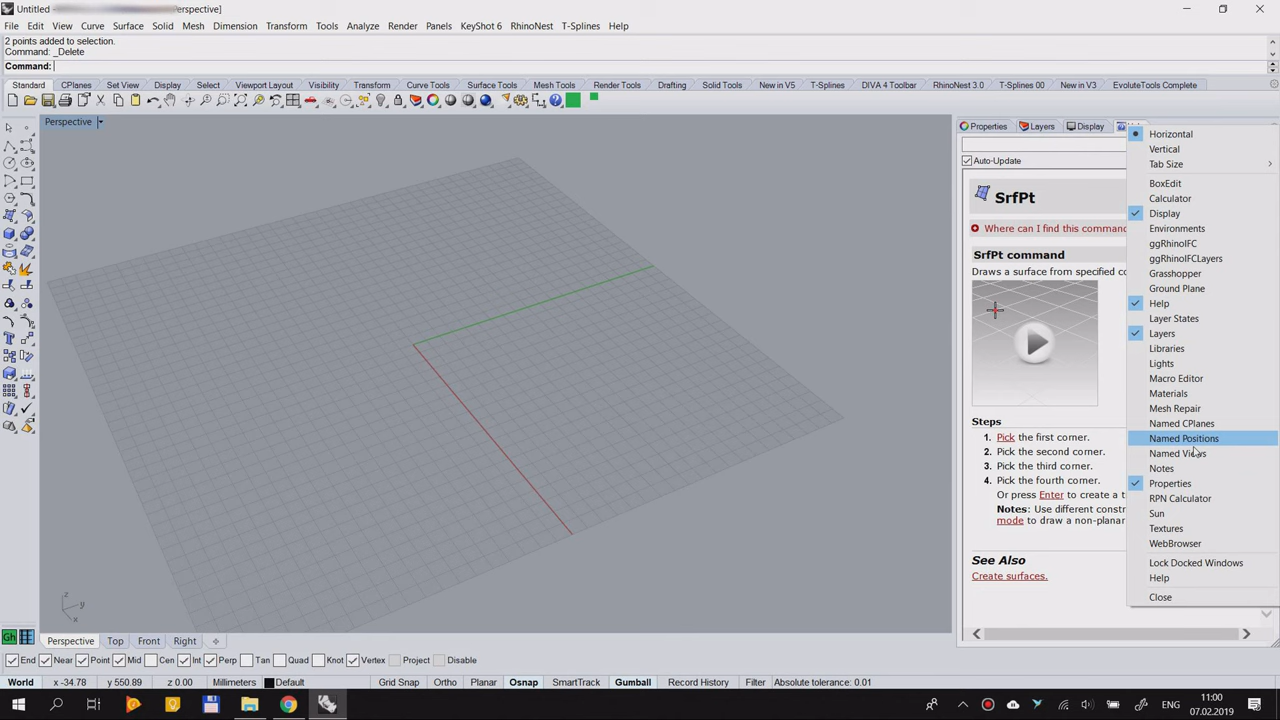 Untitled - Perspective]
File Edit View Curve Surface Solid Mesh Dimension Transform Tools Analyze Render Panels KeyShot 6 RhinoNest T-Splines Help
2 points added to selection.
Command: _Delete
Command:
Standard CPlanes Set View Display Select Viewport Layout Visibility Transform Curve Tools Surface Tools Mesh Tools Render Tools Drafting Solid Tools New in V5 T-Splines DIVA 4 Toolbar RhinoNest 3.0 T-Splines 00 New in V3 EvoluteTools Complete
Perspective
Properties Layers Display
Auto-Update
SrfPt
Where can I find this command
SrfPt command
Draws a surface from specified co
Steps
1. Pick the first corner.
2. Pick the second corner.
3. Pick the third corner.
4. Pick the fourth corner.
Or press Enter to create a t
Notes: Use different constr
mode to draw a non-planar
See Also
Create surfaces.
Horizontal
Vertical
Tab Size
BoxEdit
Calculator
Display
Environments
ggRhinoIFC
ggRhinoIFCLayers
Grasshopper
Ground Plane
Help
Layer States
Layers
Libraries
Lights
Macro Editor
Materials
Mesh Repair
Named CPlanes
Named Positions
Named Views
Notes
Properties
RPN Calculator
Sun
Textures
WebBrowser
Lock Docked Windows
Help
Close
z
y
x
Gh
Perspective Top Front Right
End Near Point Mid Cen Int Perp Tan Quad Knot Vertex Project Disable
World x -34.78 y 550.89 z 0.00 Millimeters Default Grid Snap Ortho Planar Osnap SmartTrack Gumball Record History Filter Absolute tolerance: 0.01
ENG
11:00
07.02.2019